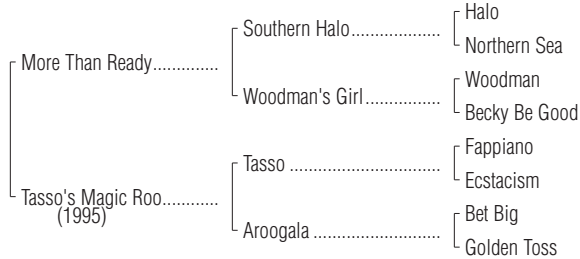 Halo
Southern Halo....................
Northern Sea
More Than Ready..............
Woodman
Woodman's Girl.................
Becky Be Good
Fappiano
Tasso ..................................
Ecstacism
Tasso's Magic Roo............
(1995)
Bet Big
Aroogala .............................
Golden Toss